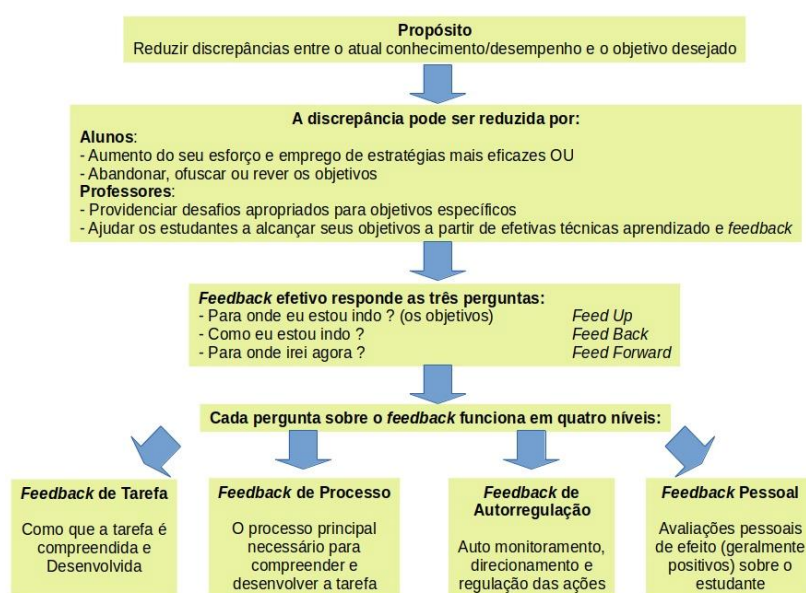 Propósito
Reduzir discrepâncias entre o atual conhecimento/desempenho e o objetivo desejado
A discrepância pode ser reduzida por:
Alunos:
- Aumento do seu esforço e emprego de estratégias mais eficazes OU
- Abandonar, ofuscar ou rever os objetivos
Professores:
- Providenciar desafios apropriados para objetivos específicos
- Ajudar os estudantes a alcançar seus objetivos a partir de efetivas técnicas aprendizado e feedback
Feedback efetivo responde as três perguntas:
- Para onde eu estou indo ? (os objetivos) Feed Up
- Como eu estou indo ? Feed Back
- Para onde irei agora ? Feed Forward
Cada pergunta sobre o feedback funciona em quatro níveis:
Feedback de Tarefa
Como que a tarefa é
compreendida e
Desenvolvida
Feedback de Processo
O processo principal
necessário para
compreender e
desenvolver a tarefa
Feedback de
Autorregulação
Auto monitoramento,
direcionamento e
regulação das ações
Feedback Pessoal
Avaliações pessoais
de efeito (geralmente
positivos) sobre o
estudante